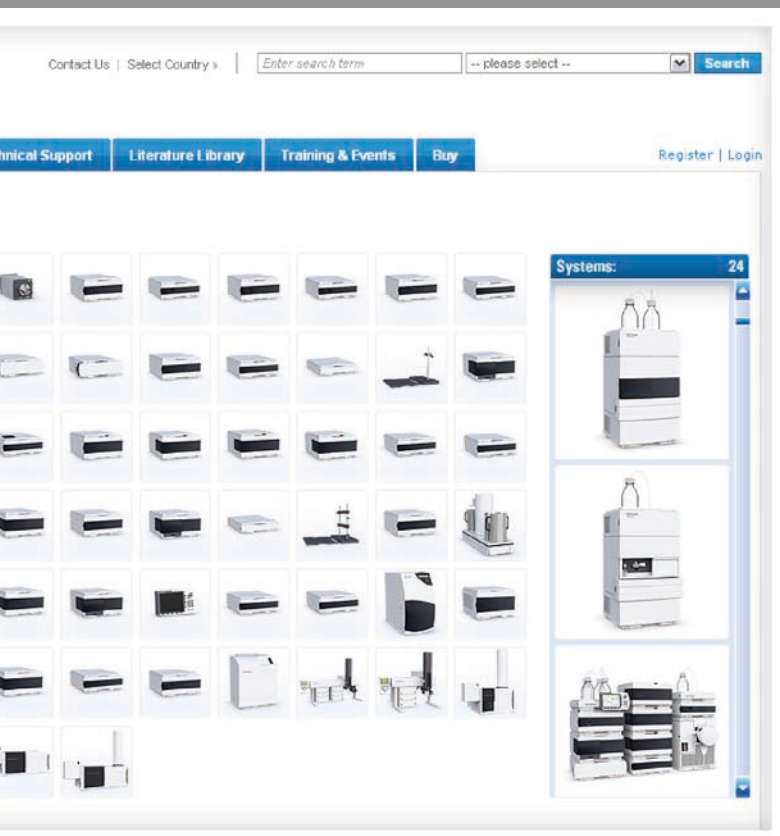 Contact Us | Select Country › | Enter search term -- please select -- Search
hnical Support Literature Library Training & Events Buy Register | Login
Systems: 24